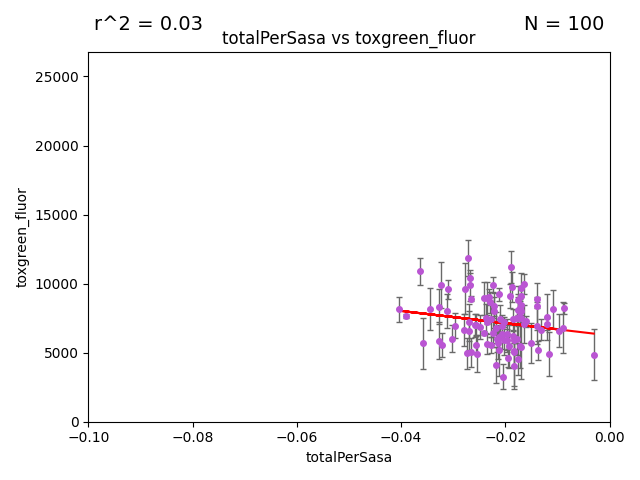 r^2 = 0.03
N = 100
totalPerSasa vs toxgreen_fluor
25000
20000
15000
10000
5000
0
toxgreen_fluor
−0.10
−0.08
−0.06
−0.04
−0.02
0.00
totalPerSasa